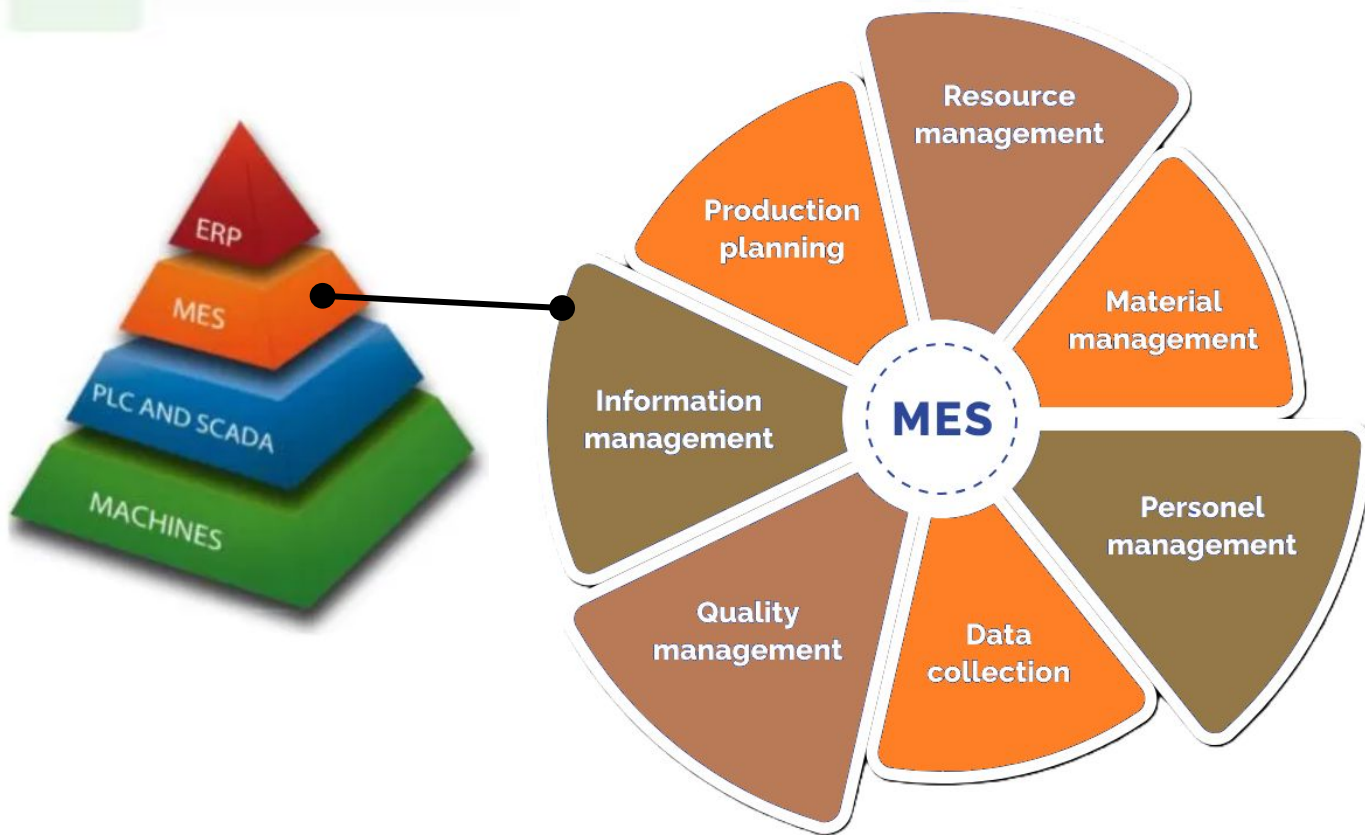 ERP
MES
PLC AND SCADA
MACHINES
Resource
management
Production
planning
Material
management
Information
management
MES
Personel
management
Quality
management
Data
collection